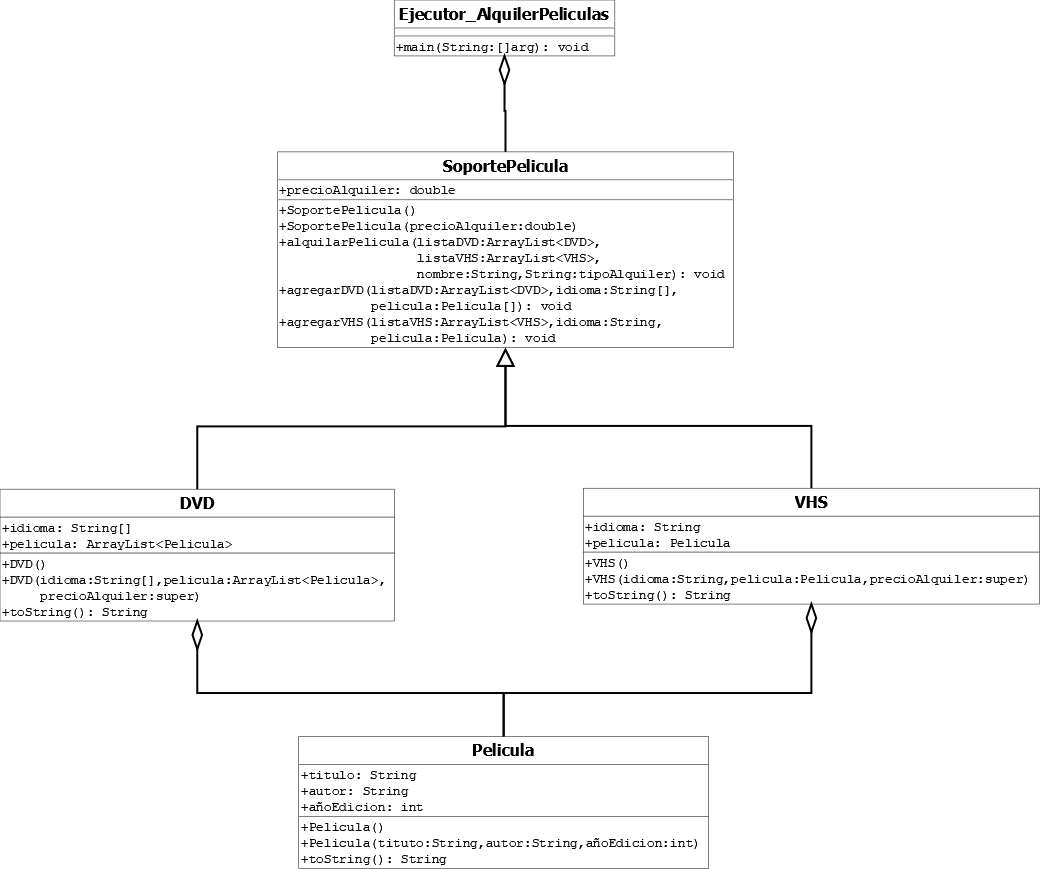 Ejecutor_AlquilerPeliculas
+main(String:[]arg): void
SoportePelicula
+precioAlquiler: double
+SoportePelicula()
+SoportePelicula(precioAlquiler:double)
+alquilarPelicula(listaDVD:ArrayList<DVD>,
listaVHS:ArrayList<VHS>,
nombre:String,String:tipoAlquiler): void
+agregarDVD(listaDVD:ArrayList<DVD>,idioma:String[],
pelicula:Pelicula[]): void
+agregarVHS(listaVHS:ArrayList<VHS>,idioma:String,
pelicula:Pelicula): void
DVD
+idioma: String[]
+pelicula: ArrayList<Pelicula>
+DVD()
+DVD(idioma:String[],pelicula:ArrayList<Pelicula>,
precioAlquiler:super)
+toString(): String
VHS
+idioma: String
+pelicula: Pelicula
+VHS()
+VHS(idioma:String,pelicula:Pelicula,precioAlquiler:super)
+toString(): String
Pelicula
+titulo: String
+autor: String
+añoEdicion: int
+Pelicula()
+Pelicula(tituto:String,autor:String,añoEdicion:int)
+toString(): String